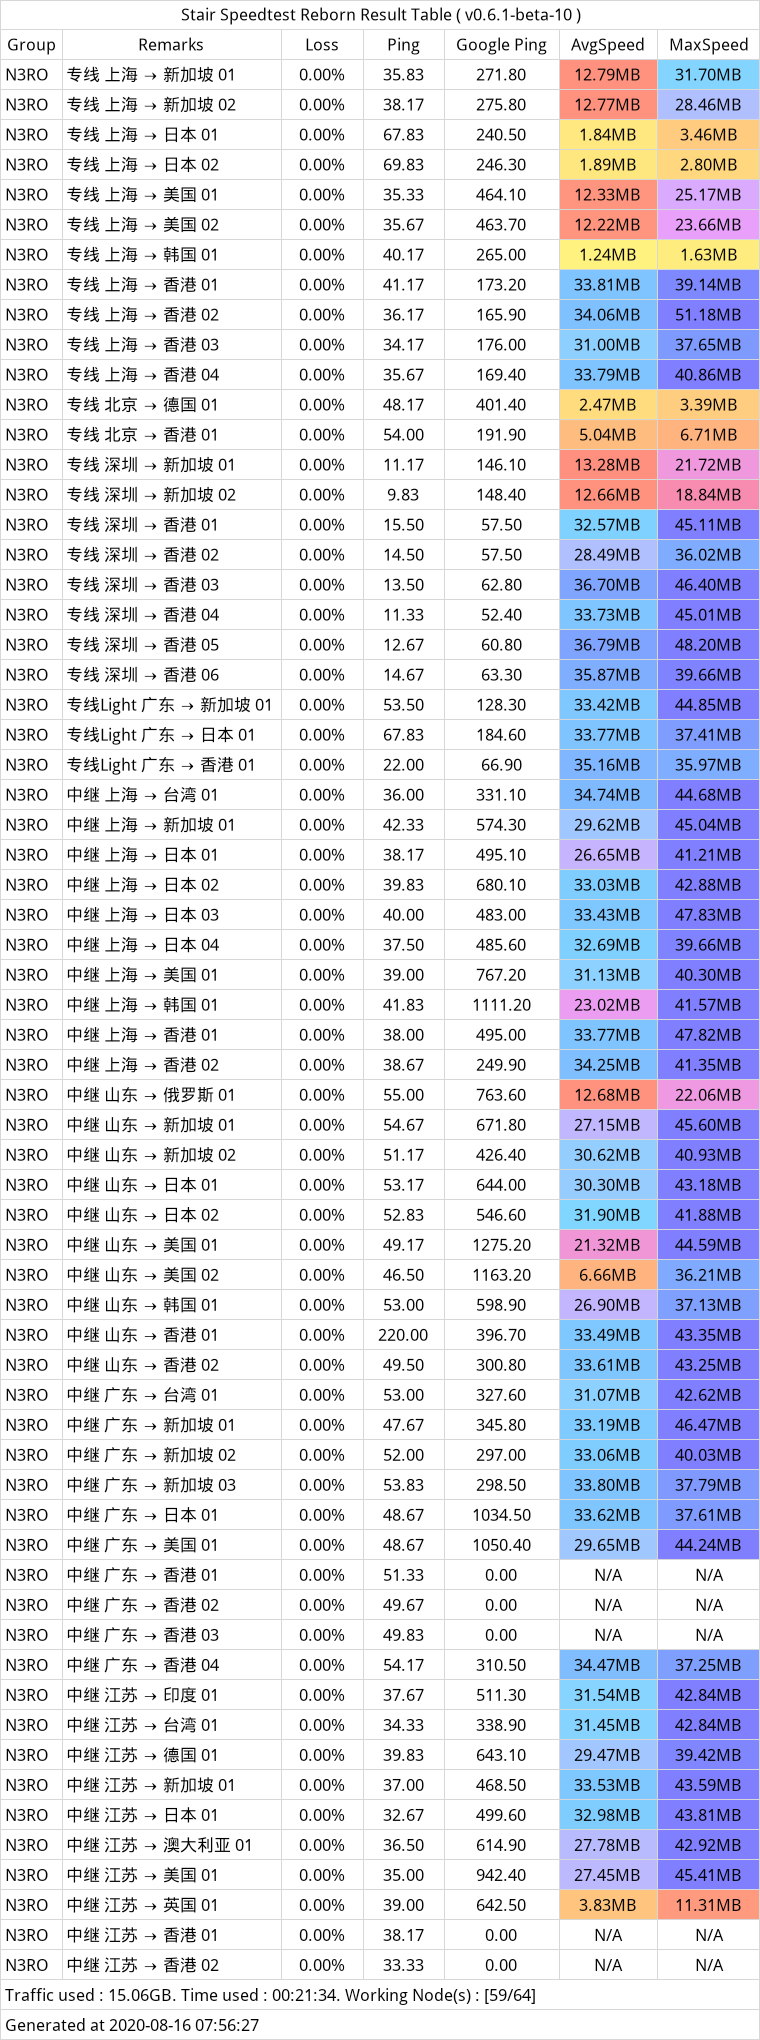 Stair Speedtest Reborn Result Table ( v0.6.1-beta-10 )
Group Remarks Loss Ping Google Ping AvgSpeed MaxSpeed
N3RO 专线 上海 → 新加坡 01 0.00% 35.83 271.80 12.79MB 31.70MB
N3RO 专线 上海 → 新加坡 02 0.00% 38.17 275.80 12.77MB 28.46MB
N3RO 专线 上海 → 日本 01 0.00% 67.83 240.50 1.84MB 3.46MB
N3RO 专线 上海 → 日本 02 0.00% 69.83 246.30 1.89MB 2.80MB
N3RO 专线 上海 → 美国 01 0.00% 35.33 464.10 12.33MB 25.17MB
N3RO 专线 上海 → 美国 02 0.00% 35.67 463.70 12.22MB 23.66MB
N3RO 专线 上海 → 韩国 01 0.00% 40.17 265.00 1.24MB 1.63MB
N3RO 专线 上海 → 香港 01 0.00% 41.17 173.20 33.81MB 39.14MB
N3RO 专线 上海 → 香港 02 0.00% 36.17 165.90 34.06MB 51.18MB
N3RO 专线 上海 → 香港 03 0.00% 34.17 176.00 31.00MB 37.65MB
N3RO 专线 上海 → 香港 04 0.00% 35.67 169.40 33.79MB 40.86MB
N3RO 专线 北京 → 德国 01 0.00% 48.17 401.40 2.47MB 3.39MB
N3RO 专线 北京 → 香港 01 0.00% 54.00 191.90 5.04MB 6.71MB
N3RO 专线 深圳 → 新加坡 01 0.00% 11.17 146.10 13.28MB 21.72MB
N3RO 专线 深圳 → 新加坡 02 0.00% 9.83 148.40 12.66MB 18.84MB
N3RO 专线 深圳 → 香港 01 0.00% 15.50 57.50 32.57MB 45.11MB
N3RO 专线 深圳 → 香港 02 0.00% 14.50 57.50 28.49MB 36.02MB
N3RO 专线 深圳 → 香港 03 0.00% 13.50 62.80 36.70MB 46.40MB
N3RO 专线 深圳 → 香港 04 0.00% 11.33 52.40 33.73MB 45.01MB
N3RO 专线 深圳 → 香港 05 0.00% 12.67 60.80 36.79MB 48.20MB
N3RO 专线 深圳 → 香港 06 0.00% 14.67 63.30 35.87MB 39.66MB
N3RO 专线Light 广东 → 新加坡 01 0.00% 53.50 128.30 33.42MB 44.85MB
N3RO 专线Light 广东 → 日本 01 0.00% 67.83 184.60 33.77MB 37.41MB
N3RO 专线Light 广东 → 香港 01 0.00% 22.00 66.90 35.16MB 35.97MB
N3RO 中继 上海 → 台湾 01 0.00% 36.00 331.10 34.74MB 44.68MB
N3RO 中继 上海 → 新加坡 01 0.00% 42.33 574.30 29.62MB 45.04MB
N3RO 中继 上海 → 日本 01 0.00% 38.17 495.10 26.65MB 41.21MB
N3RO 中继 上海 → 日本 02 0.00% 39.83 680.10 33.03MB 42.88MB
N3RO 中继 上海 → 日本 03 0.00% 40.00 483.00 33.43MB 47.83MB
N3RO 中继 上海 → 日本 04 0.00% 37.50 485.60 32.69MB 39.66MB
N3RO 中继 上海 → 美国 01 0.00% 39.00 767.20 31.13MB 40.30MB
N3RO 中继 上海 → 韩国 01 0.00% 41.83 1111.20 23.02MB 41.57MB
N3RO 中继 上海 → 香港 01 0.00% 38.00 495.00 33.77MB 47.82MB
N3RO 中继 上海 → 香港 02 0.00% 38.67 249.90 34.25MB 41.35MB
N3RO 中继 山东 → 俄罗斯 01 0.00% 55.00 763.60 12.68MB 22.06MB
N3RO 中继 山东 → 新加坡 01 0.00% 54.67 671.80 27.15MB 45.60MB
N3RO 中继 山东 → 新加坡 02 0.00% 51.17 426.40 30.62MB 40.93MB
N3RO 中继 山东 → 日本 01 0.00% 53.17 644.00 30.30MB 43.18MB
N3RO 中继 山东 → 日本 02 0.00% 52.83 546.60 31.90MB 41.88MB
N3RO 中继 山东 → 美国 01 0.00% 49.17 1275.20 21.32MB 44.59MB
N3RO 中继 山东 → 美国 02 0.00% 46.50 1163.20 6.66MB 36.21MB
N3RO 中继 山东 → 韩国 01 0.00% 53.00 598.90 26.90MB 37.13MB
N3RO 中继 山东 → 香港 01 0.00% 220.00 396.70 33.49MB 43.35MB
N3RO 中继 山东 → 香港 02 0.00% 49.50 300.80 33.61MB 43.25MB
N3RO 中继 广东 → 台湾 01 0.00% 53.00 327.60 31.07MB 42.62MB
N3RO 中继 广东 → 新加坡 01 0.00% 47.67 345.80 33.19MB 46.47MB
N3RO 中继 广东 → 新加坡 02 0.00% 52.00 297.00 33.06MB 40.03MB
N3RO 中继 广东 → 新加坡 03 0.00% 53.83 298.50 33.80MB 37.79MB
N3RO 中继 广东 → 日本 01 0.00% 48.67 1034.50 33.62MB 37.61MB
N3RO 中继 广东 → 美国 01 0.00% 48.67 1050.40 29.65MB 44.24MB
N3RO 中继 广东 → 香港 01 0.00% 51.33 0.00 N/A N/A
N3RO 中继 广东 → 香港 02 0.00% 49.67 0.00 N/A N/A
N3RO 中继 广东 → 香港 03 0.00% 49.83 0.00 N/A N/A
N3RO 中继 广东 → 香港 04 0.00% 54.17 310.50 34.47MB 37.25MB
N3RO 中继 江苏 → 印度 01 0.00% 37.67 511.30 31.54MB 42.84MB
N3RO 中继 江苏 → 台湾 01 0.00% 34.33 338.90 31.45MB 42.84MB
N3RO 中继 江苏 → 德国 01 0.00% 39.83 643.10 29.47MB 39.42MB
N3RO 中继 江苏 → 新加坡 01 0.00% 37.00 468.50 33.53MB 43.59MB
N3RO 中继 江苏 → 日本 01 0.00% 32.67 499.60 32.98MB 43.81MB
N3RO 中继 江苏 → 澳大利亚 01 0.00% 36.50 614.90 27.78MB 42.92MB
N3RO 中继 江苏 → 美国 01 0.00% 35.00 942.40 27.45MB 45.41MB
N3RO 中继 江苏 → 英国 01 0.00% 39.00 642.50 3.83MB 11.31MB
N3RO 中继 江苏 → 香港 01 0.00% 38.17 0.00 N/A N/A
N3RO 中继 江苏 → 香港 02 0.00% 33.33 0.00 N/A N/A
Traffic used : 15.06GB. Time used : 00:21:34. Working Node(s) : [59/64]
Generated at 2020-08-16 07:56:27